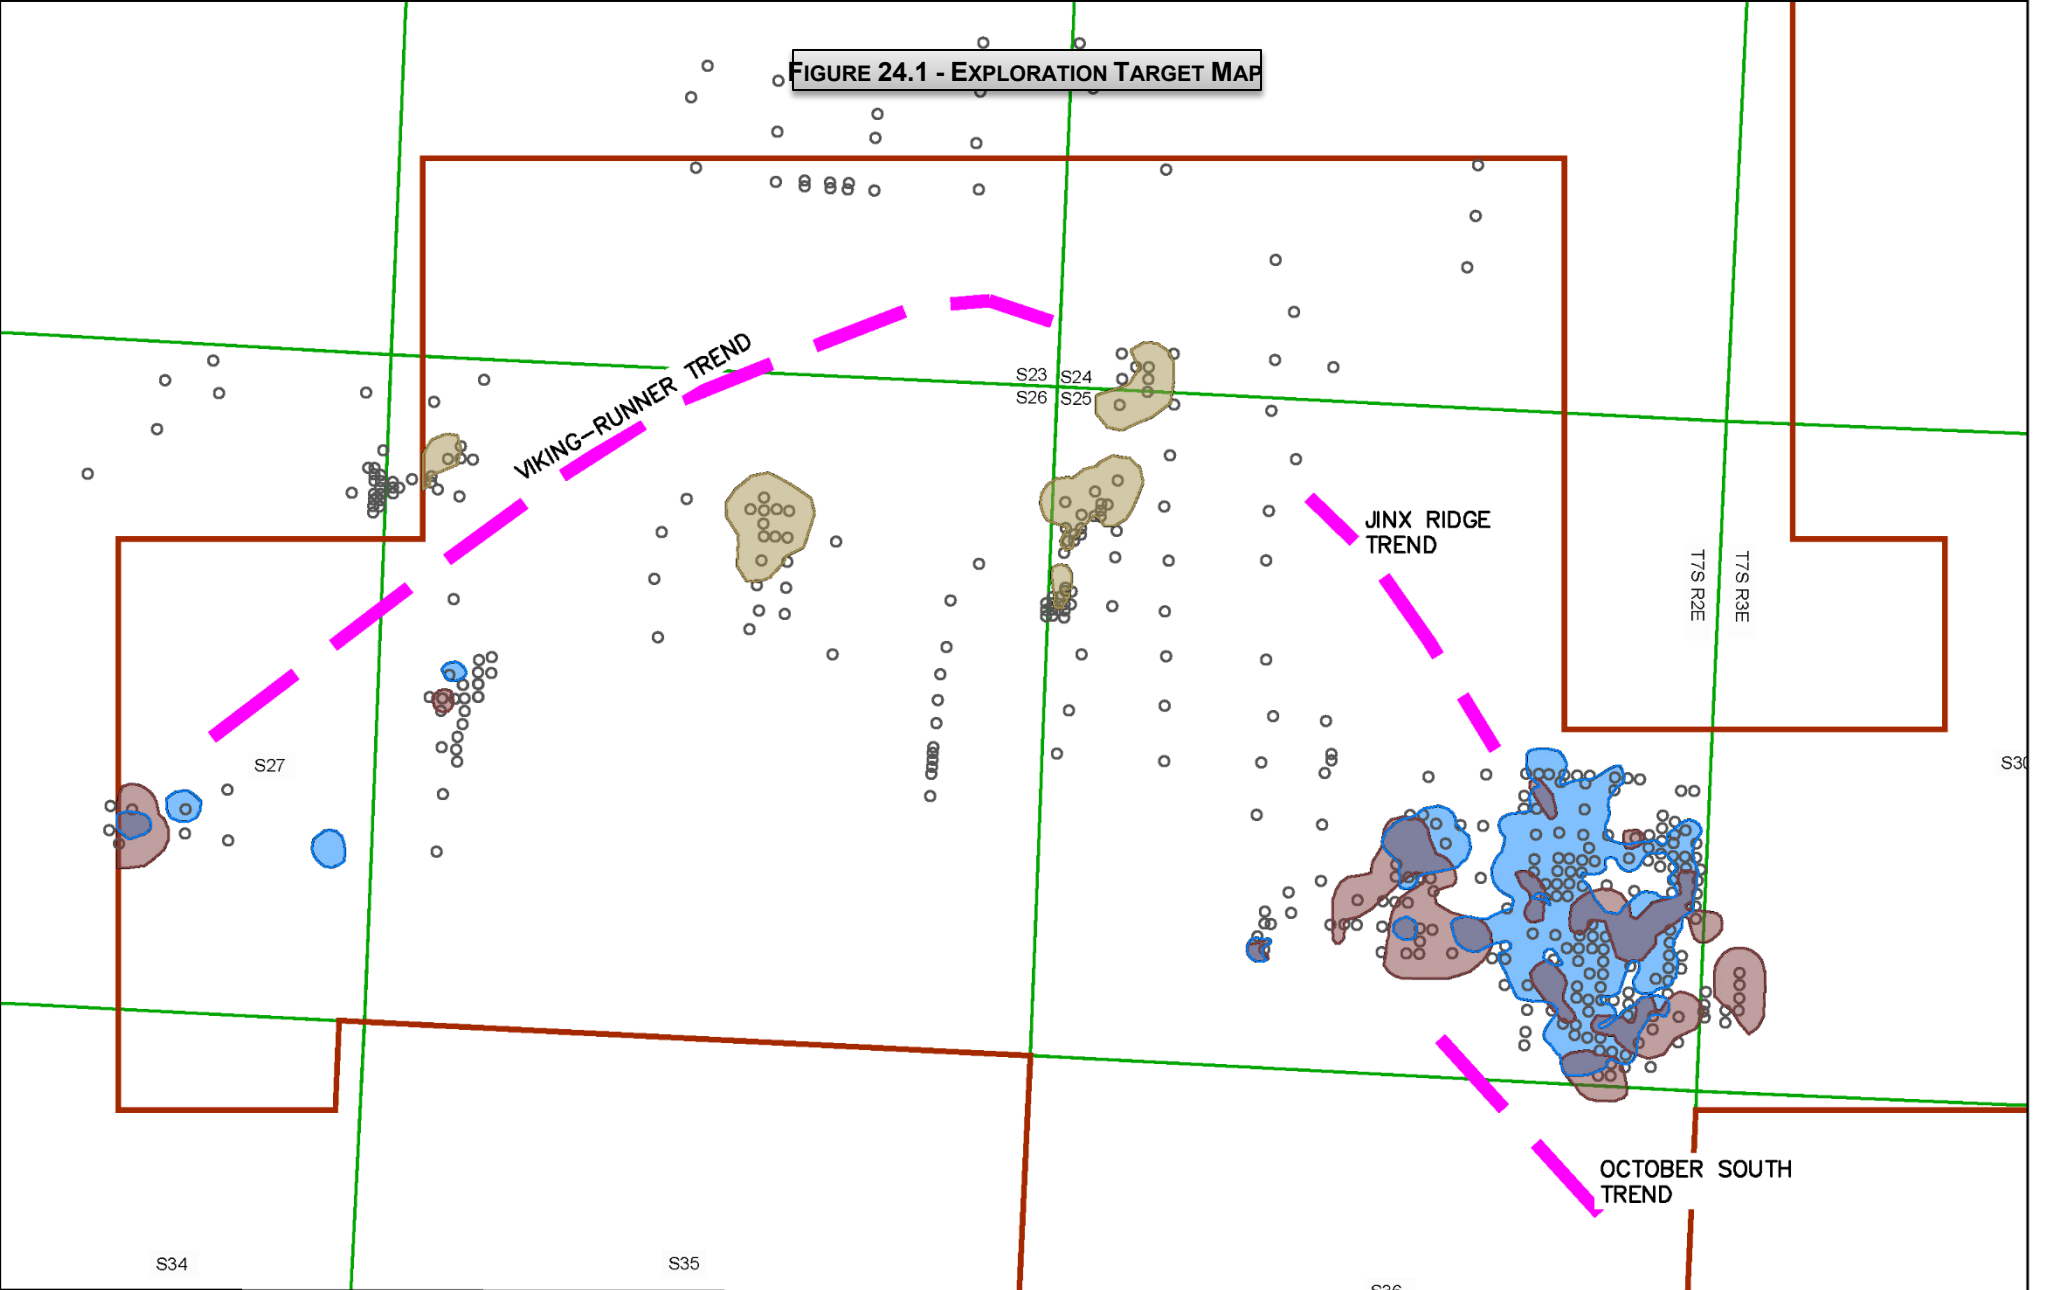 FIGURE 24.1 - EXPLORATION TARGET MAP
VIKING-RUNNER TREND
S23 S24
S26 S25
JINX RIDGE
TREND
T7S R2E
T7S R3E
S27
S30
OCTOBER SOUTH
TREND
S34
S35
S36